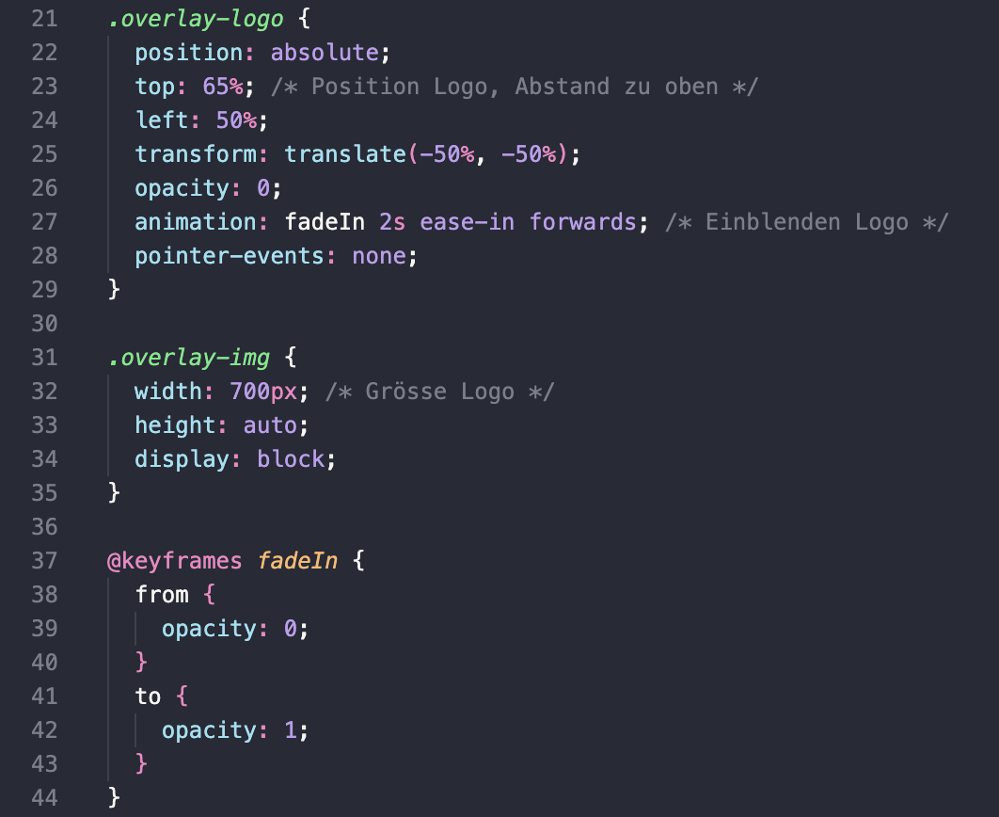 21 .overlay-logo {
22 position: absolute;
23 top: 65%; /* Position Logo, Abstand zu oben */
24 left: 50%;
25 transform: translate(-50%, -50%);
26 opacity: 0;
27 animation: fadeIn 2s ease-in forwards; /* Einblenden Logo */
28 pointer-events: none;
29 }
30
31 .overlay-img {
32 width: 700px; /* Grösse Logo */
33 height: auto;
34 display: block;
35 }
36
37 @keyframes fadeIn {
38 from {
39 opacity: 0;
40 }
41 to {
42 opacity: 1;
43 }
44 }